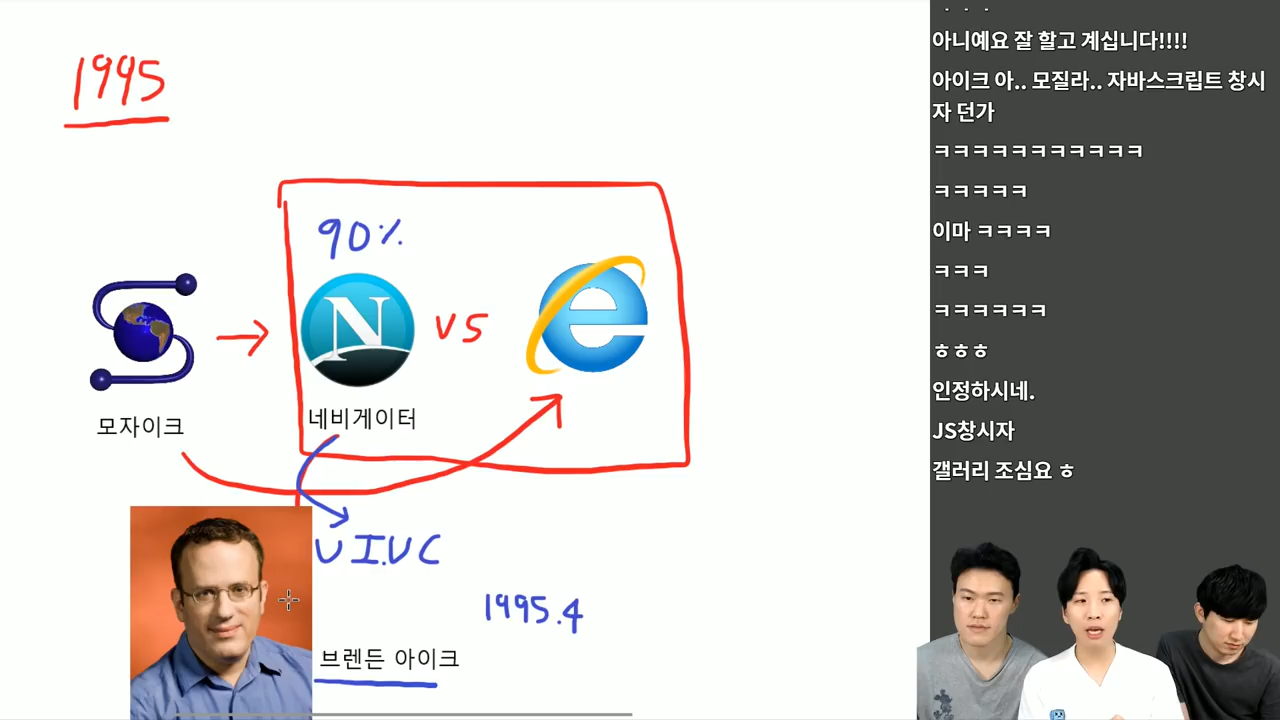 1995
90%
N
VS
e
모자이크
네비게이터
U I.U C
1995.4
브렌든 아이크
아니예요 잘 할고 계십니다!!!!
아이크 아.. 모질라.. 자바스크립트 창시
자 던가
ㅋㅋㅋㅋㅋㅋㅋㅋㅋㅋㅋ
ㅋㅋㅋㅋㅋ
이마 ㅋㅋㅋㅋ
ㅋㅋㅋ
ㅋㅋㅋㅋㅋㅋ
ㅎㅎㅎ
인정하시네.
JS창시자
갤러리 조심요 ㅎ